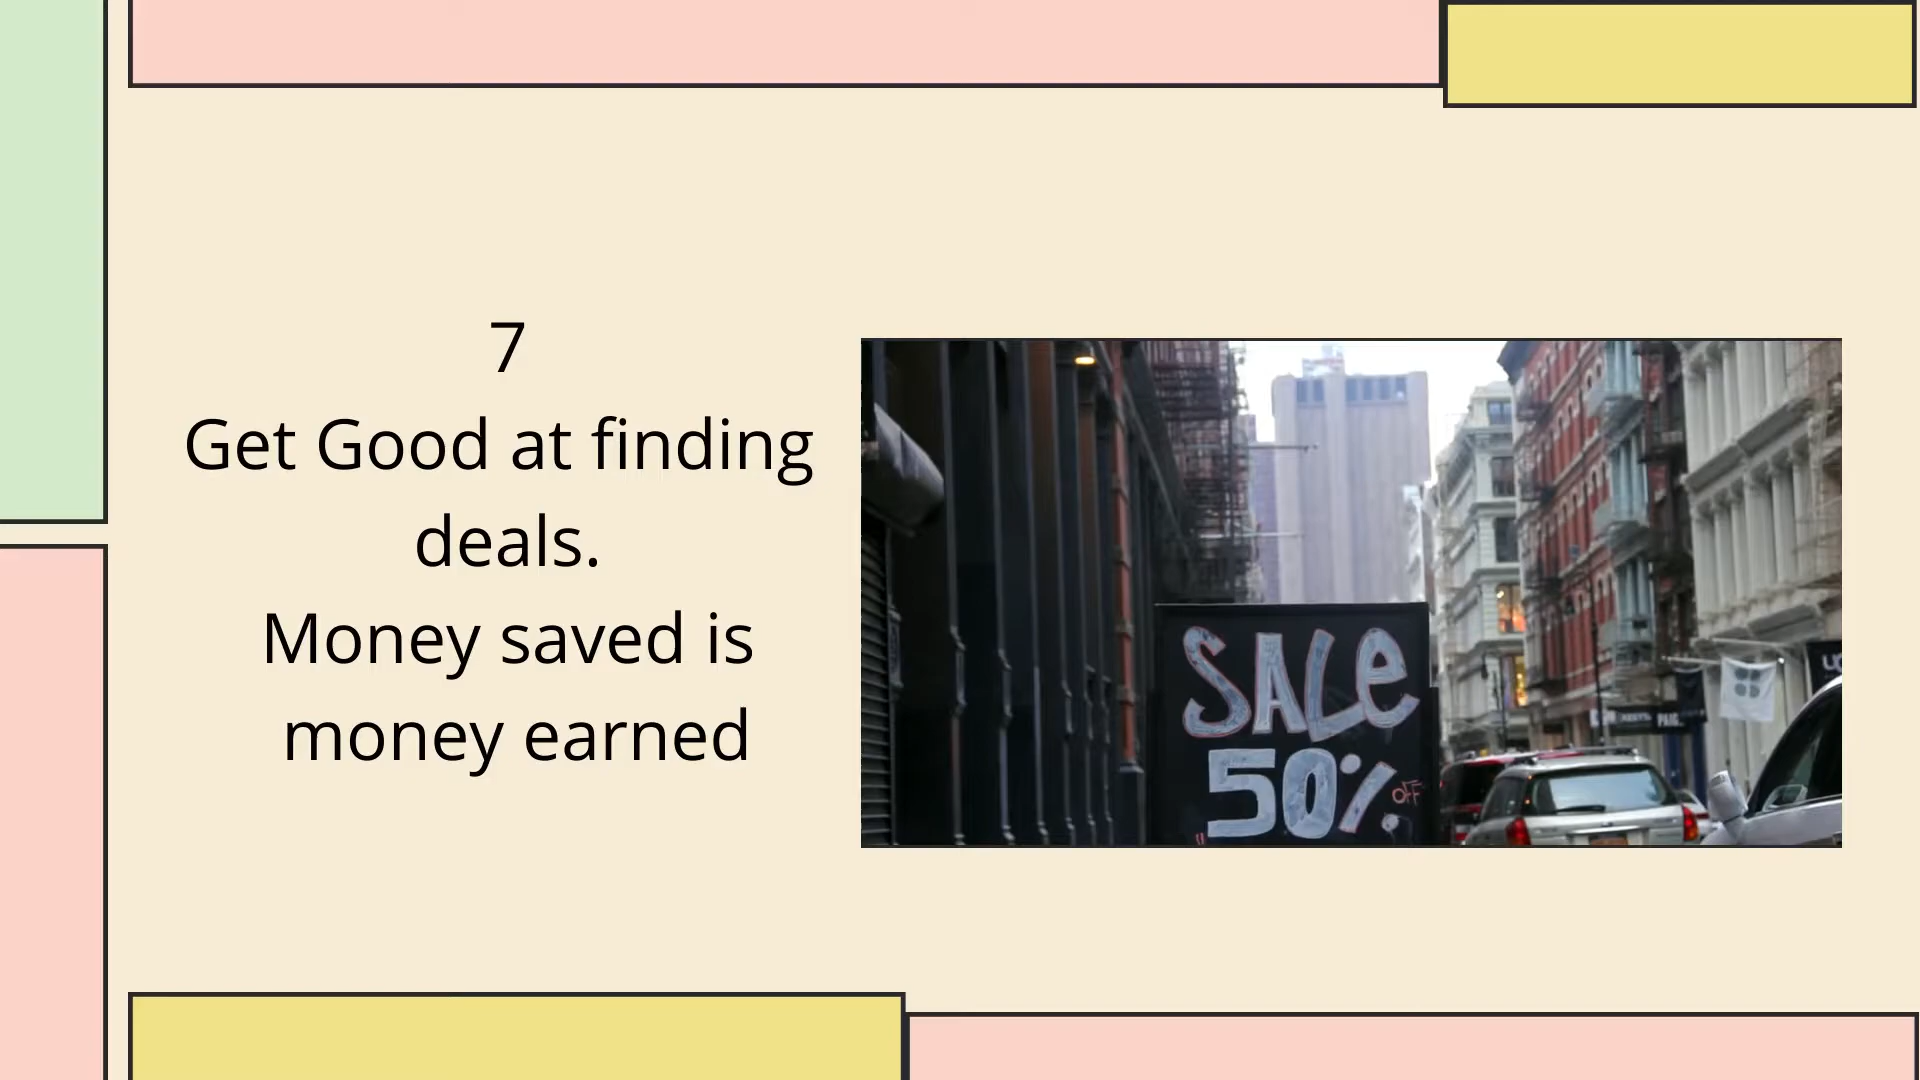 7
Get Good at finding
deals.
Money saved is
money earned
SALe
50% OFF